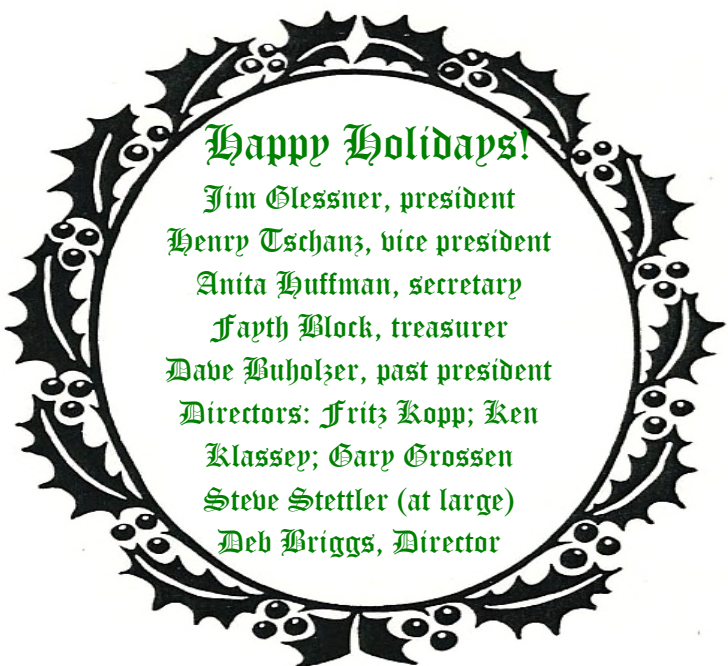 Happy Holidays!
Jim Glessner, president
Henry Tschanz, vice president
Anita Huffman, secretary
Fayth Block, treasurer
Dave Buholzer, past president
Directors: Fritz Kopp; Ken
Klassey; Gary Grossen
Steve Stettler (at large)
Deb Briggs, Director